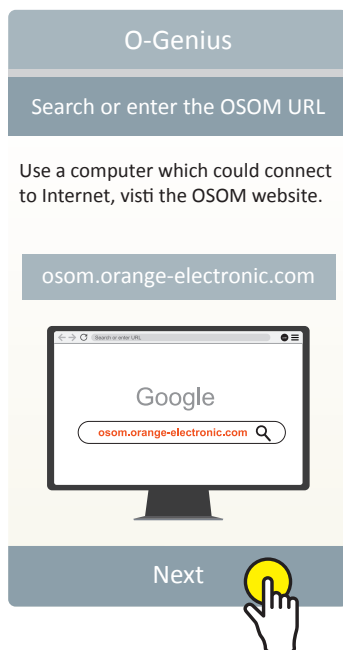 O-Genius
Search or enter the OSOM URL
Use a computer which could connect
to Internet, visti the OSOM website.
osom.orange-electronic.com
Search or enter URL
Google
osom.orange-electronic.com
Next